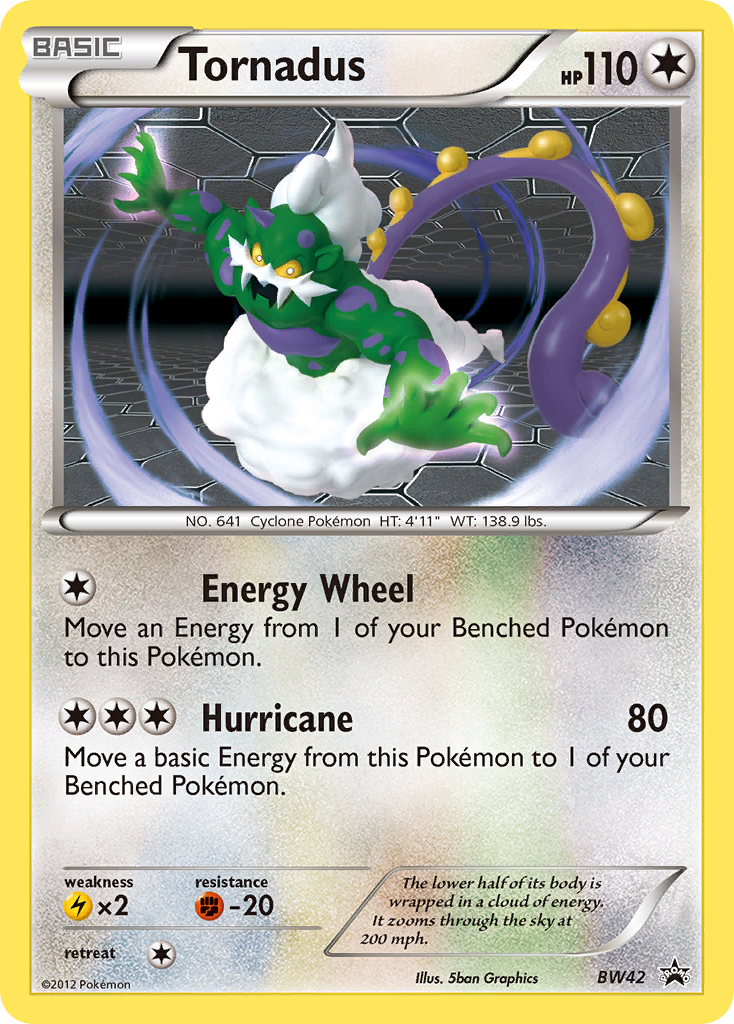 BASIC
Tornadus
HP110
NO. 641 Cyclone Pokémon HT: 4'11" WT: 138.9 lbs.
Energy Wheel
Move an Energy from 1 of your Benched Pokémon
to this Pokémon.
Hurricane 80
Move a basic Energy from this Pokémon to 1 of your
Benched Pokémon.
weakness
×2
resistance
-20
retreat
The lower half of its body is
wrapped in a cloud of energy.
It zooms through the sky at
200 mph.
©2012 Pokémon
Illus. 5ban Graphics
BW42
PROMO